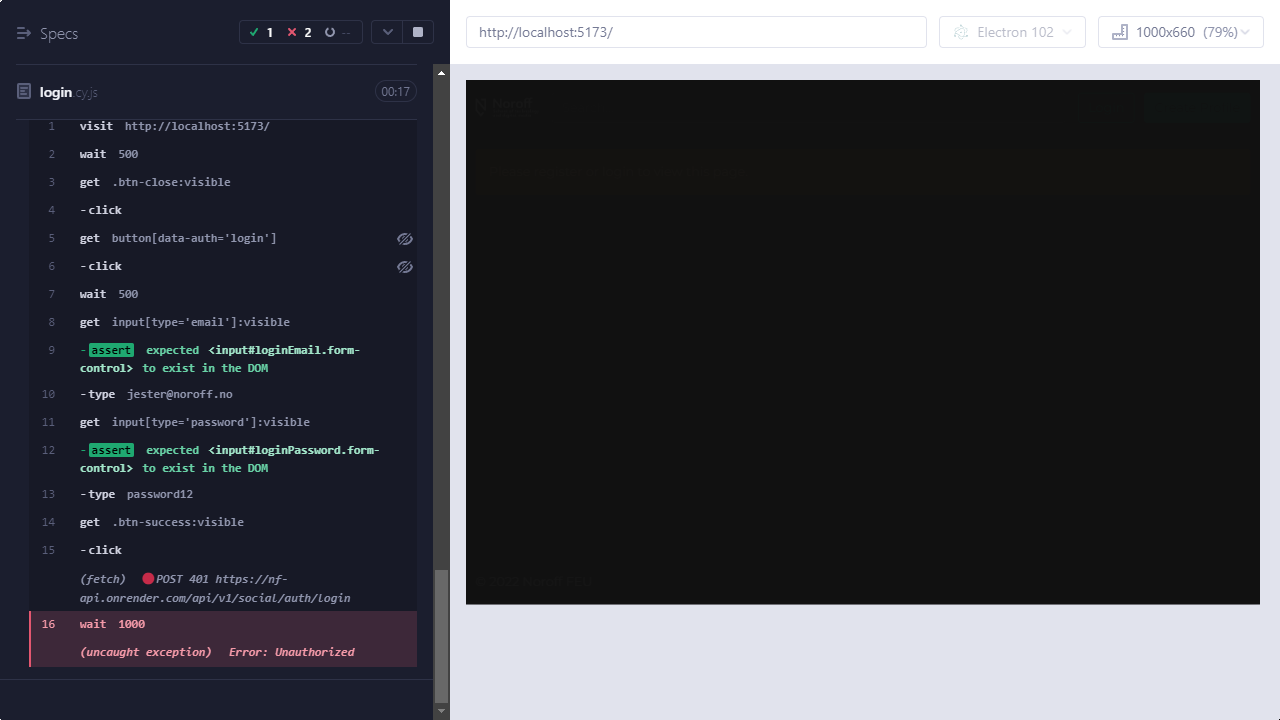 Specs
1 2 --
http://localhost:5173/
Electron 102
1000x660 (79%)
login.cy.js
00:17
1 visit http://localhost:5173/
2 wait 500
3 get .btn-close:visible
4 -click
5 get button[data-auth='login']
6 -click
7 wait 500
8 get input[type='email']:visible
9 -assert expected <input#loginEmail.form-
control> to exist in the DOM
10 -type jester@noroff.no
11 get input[type='password']:visible
12 -assert expected <input#loginPassword.form-
control> to exist in the DOM
13 -type password12
14 get .btn-success:visible
15 -click
(fetch) POST 401 https://nf-
api.onrender.com/api/v1/social/auth/login
16 wait 1000
(uncaught exception) Error: Unauthorized
Noroff